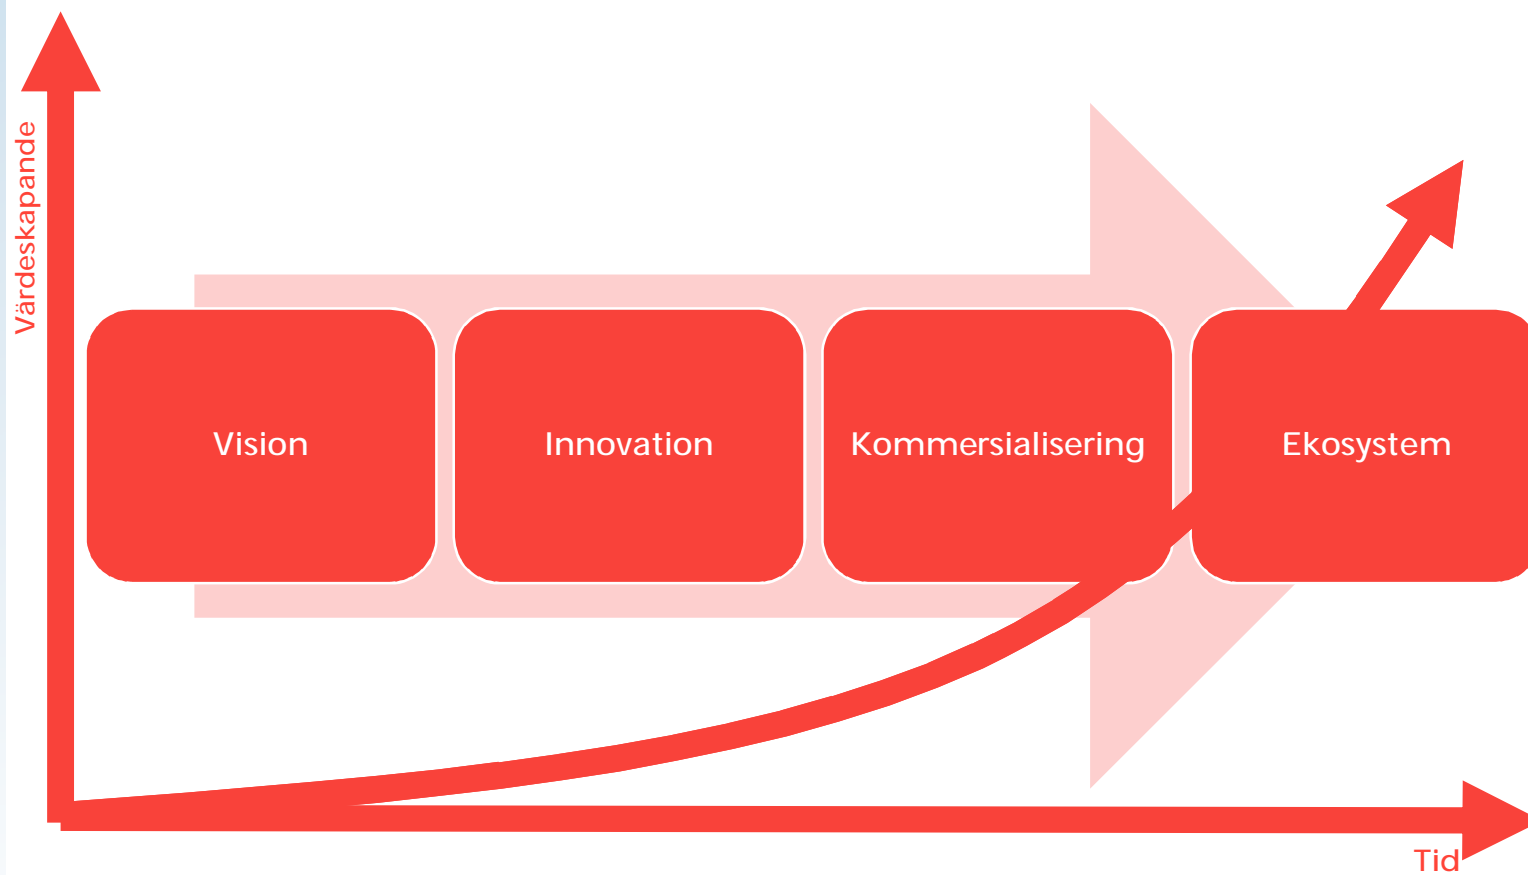 Värdeskapande
Vision
Innovation
Kommersialisering
Ekosystem
Tid